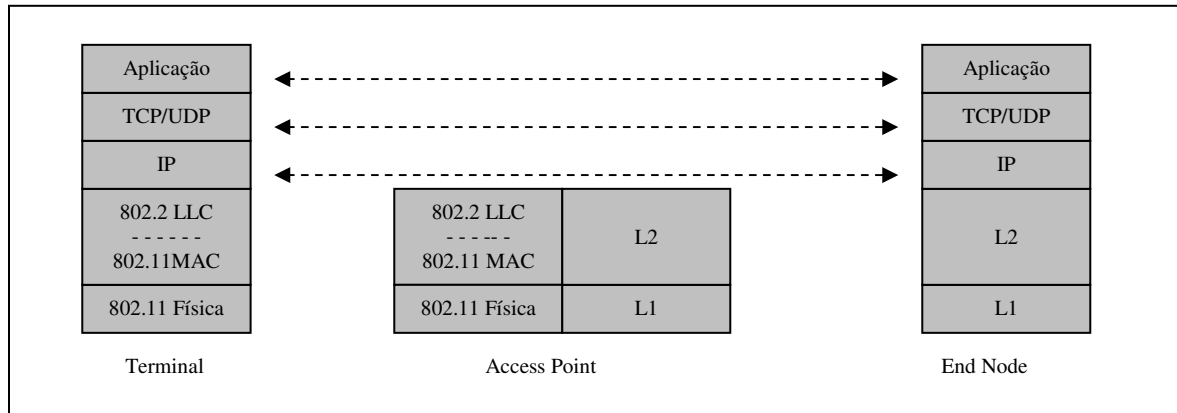 Aplicação
TCP/UDP
IP
802.2 LLC
- - - - - -
802.11MAC
802.11 Física
Terminal
802.2 LLC
- - - -- -
802.11 MAC
802.11 Física
L2
L1
Access Point
Aplicação
TCP/UDP
IP
L2
L1
End Node